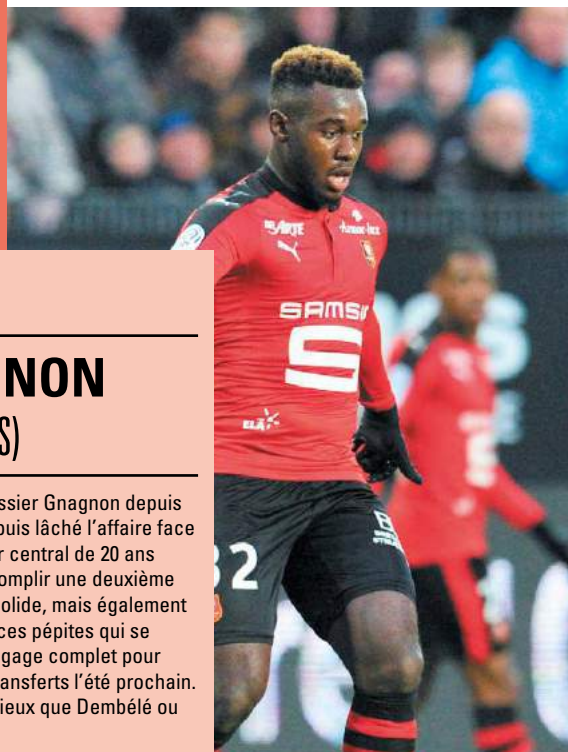 NON
S)
ssier Gnagnon depuis
puis lâché l’affaire face
r central de 20 ans
omplir une deuxième
olide, mais également
ces pépites qui se
gage complet pour
ansferts l’été prochain.
ieux que Dembélé ou
SAMSIC
S
32